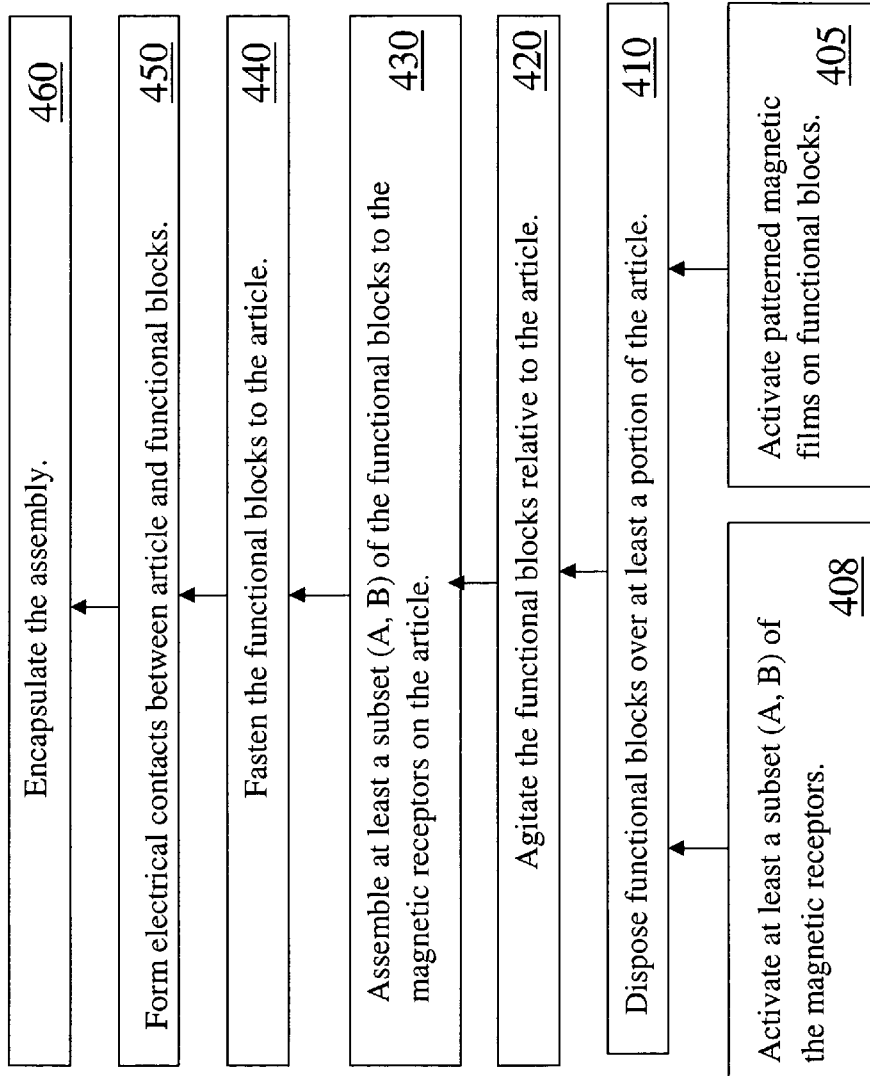 Encapsulate the assembly.
460
Form electrical contacts between article and functional blocks.
450
Fasten the functional blocks to the article.
440
Assemble at least a subset (A, B) of the functional blocks to the
magnetic receptors on the article.
430
Agitate the functional blocks relative to the article.
420
Dispose functional blocks over at least a portion of the article.
410
Activate at least a subset (A, B) of
the magnetic receptors.
408
Activate patterned magnetic
films on functional blocks.
405